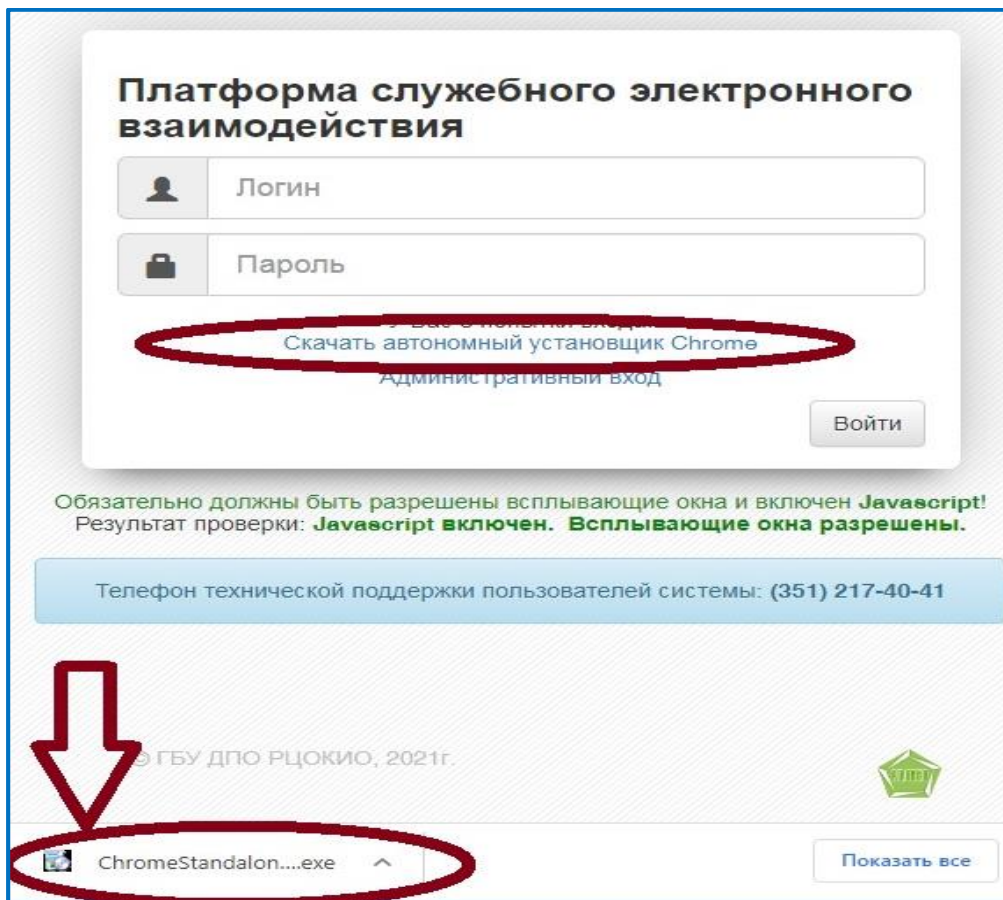 Платформа служебного электронного
взаимодействия
Логин
Пароль
Скачать автономный установщик Chrome
Административный вход
Войти
Обязательно должны быть разрешены всплывающие окна и включен Javascript!
Результат проверки: Javascript включен. Всплывающие окна разрешены.
Телефон технической поддержки пользователей системы: (351) 217-40-41
© ГБУ ДПО РЦОКИО, 2021г.
ChromeStandalon....exe
Показать все